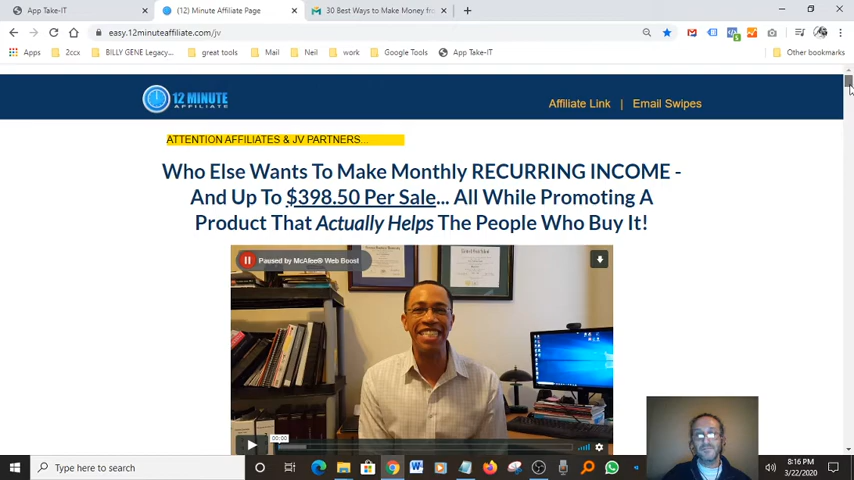 App Take-IT
(12) 12 Minute Affiliate Page
30 Best Ways to Make Money fro
easy.12minuteaffiliate.com/jv
Apps
2ccx
BILLY GENE Legacy...
great tools
Mail
Neil
work
Google Tools
App Take-IT
Other bookmarks
12 MINUTE
AFFILIATE
Affiliate Link | Email Swipes
ATTENTION AFFILIATES & JV PARTNERS...
Who Else Wants To Make Monthly RECURRING INCOME -
And Up To $398.50 Per Sale... All While Promoting A
Product That Actually Helps The People Who Buy It!
Paused by McAfee® Web Boost
00:00
Type here to search
8:16 PM
3/22/2020